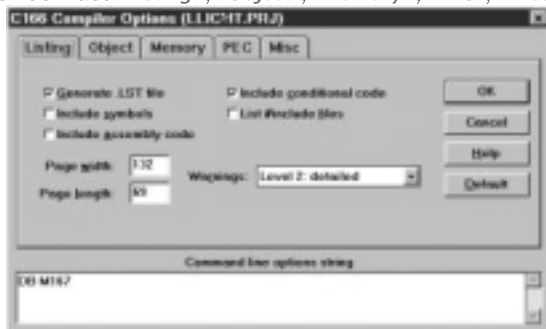 C166 Compiler Options (LLICMT.PRJ)
Listing Object Memory PEC Misc
Generate .LST file
Include conditional code
OK
Include symbols
List #include files
Cancel
Include assembly code
Help
Page width: 132
Warnings: Level 2: detailed
Default
Page length: 69
Command line options string
DB M167